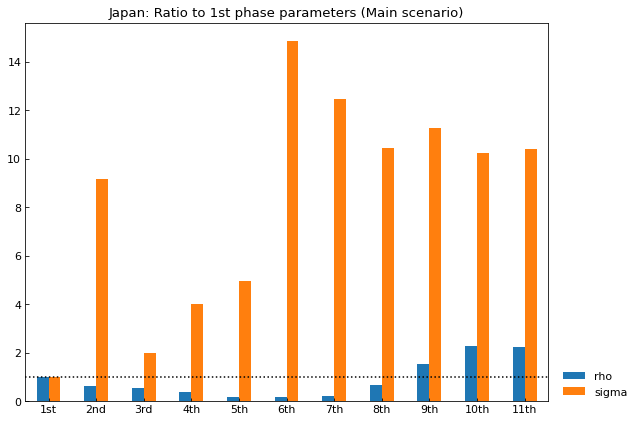 Japan: Ratio to 1st phase parameters (Main scenario)
14
12
10
8
6
4
2
0
1st 2nd 3rd 4th 5th 6th 7th 8th 9th 10th 11th
rho
sigma